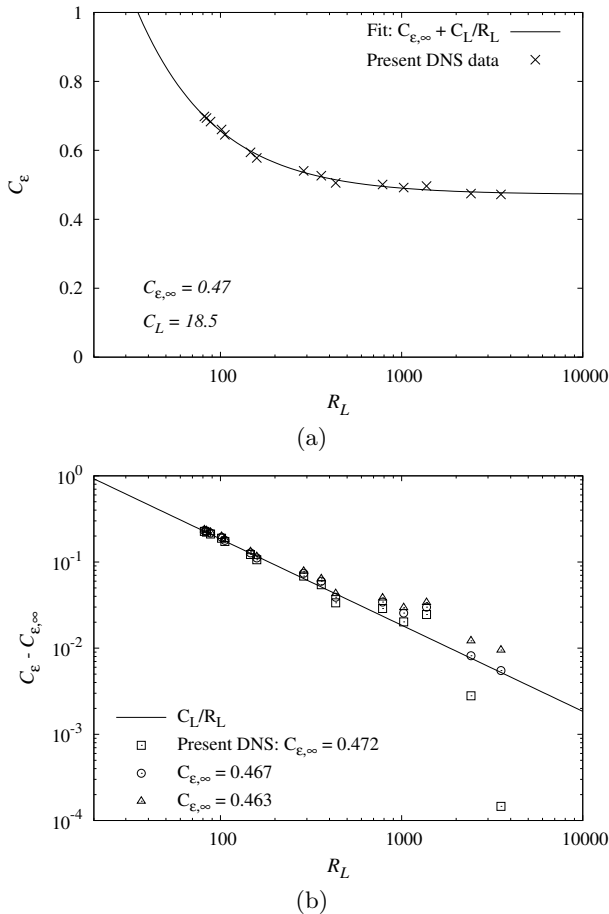 Fit: C_ε,∞ + C_L/R_L
Present DNS data
1
0.8
0.6
0.4
0.2
0
C_ε
C_ε,∞ = 0.47
C_L = 18.5
100
1000
10000
R_L
(a)
10^0
10^-1
10^-2
10^-3
10^-4
C_ε - C_ε,∞
C_L/R_L
Present DNS: C_ε,∞ = 0.472
C_ε,∞ = 0.467
C_ε,∞ = 0.463
100
1000
10000
R_L
(b)